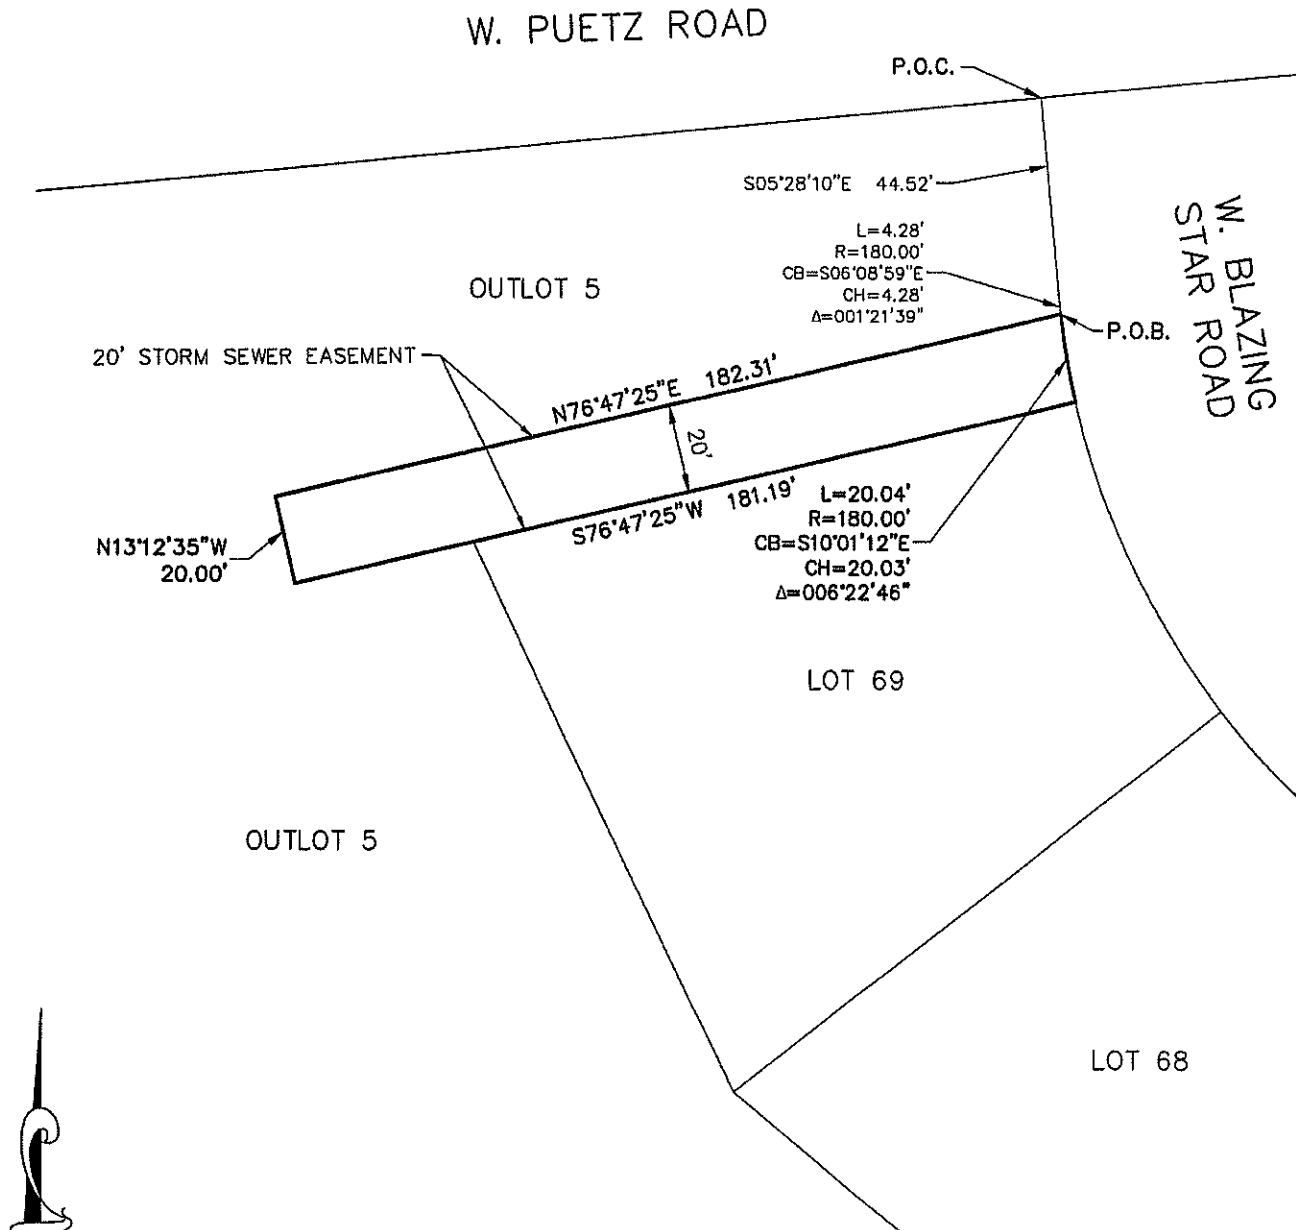 W. PUETZ ROAD
P.O.C.
S05°28'10"E 44.52'
L=4.28'
R=180.00'
CB=S06°08'59"E
CH=4.28'
Δ=001°21'39"
W. BLAZING
STAR ROAD
OUTLOT 5
P.O.B.
20' STORM SEWER EASEMENT
N76°47'25"E 182.31'
20'
S76°47'25"W 181.19'
L=20.04'
R=180.00'
CB=S10°01'12"E
CH=20.03'
Δ=006°22'46"
N13°12'35"W
20.00'
LOT 69
OUTLOT 5
LOT 68